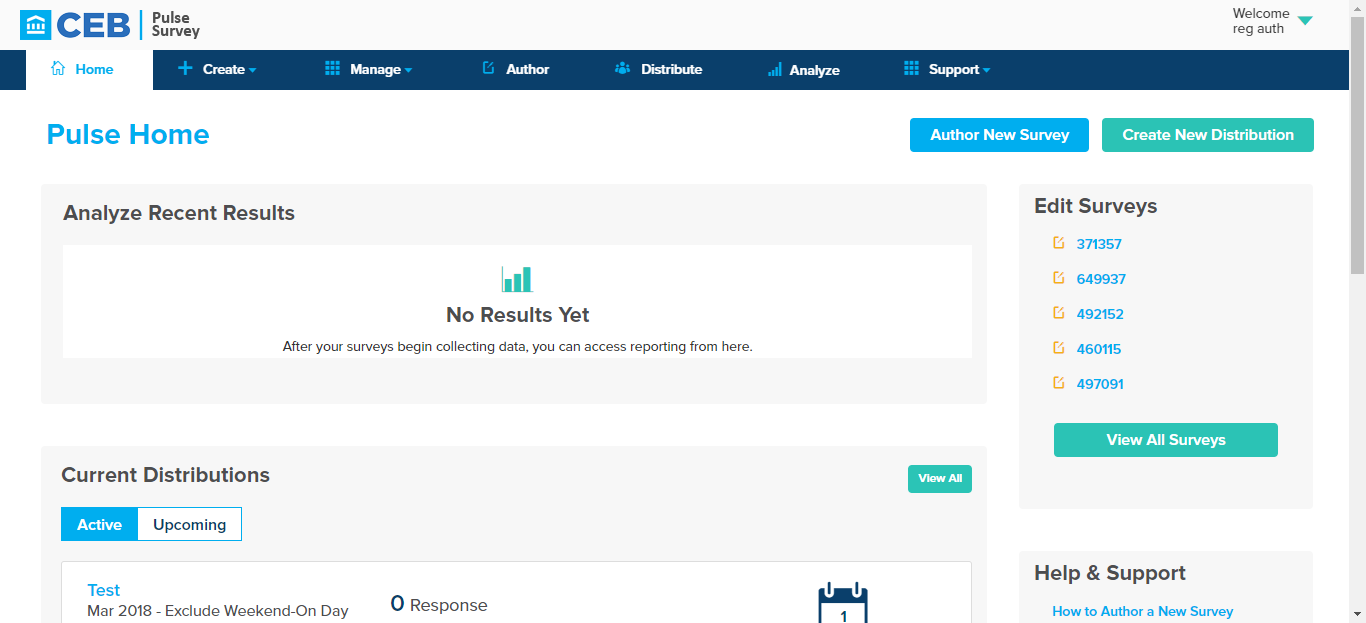 CEB
Pulse
Survey
Welcome
reg auth
Home
Create
Manage
Author
Distribute
Analyze
Support
Pulse Home
Author New Survey
Create New Distribution
Analyze Recent Results
No Results Yet
After your surveys begin collecting data, you can access reporting from here.
Edit Surveys
371357
649937
492152
460115
497091
View All Surveys
Current Distributions
View All
Active
Upcoming
Test
Mar 2018 - Exclude Weekend-On Day
0 Response
1
Help & Support
How to Author a New Survey